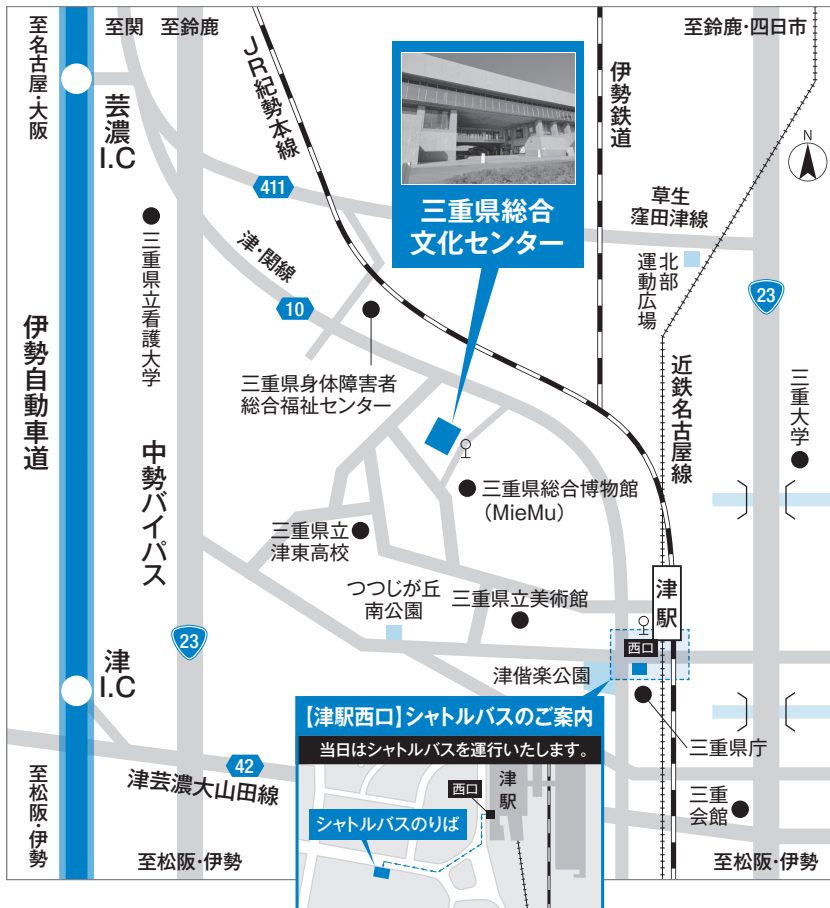 至名古屋・大阪
至関
至鈴鹿
至鈴鹿・四日市
JR紀勢本線
伊勢鉄道
N
芸濃
I.C
411
三重県総合
文化センター
草生
窪田津線
三重県立看護大学
津・関線
10
北部
運動広場
23
伊勢自動車道
三重県身体障害者
総合福祉センター
近鉄名古屋線
三重大学
中勢バイパス
三重県総合博物館
（MieMu）
三重県立
津東高校
つつじが丘
南公園
三重県立美術館
津駅
西口
23
津
I.C
津偕楽公園
三重県庁
【津駅西口】シャトルバスのご案内
当日はシャトルバスを運行いたします。
42
津芸濃大山田線
津駅
西口
シャトルバスのりば
三重
会館
至松阪・伊勢
至松阪・伊勢
至松阪・伊勢